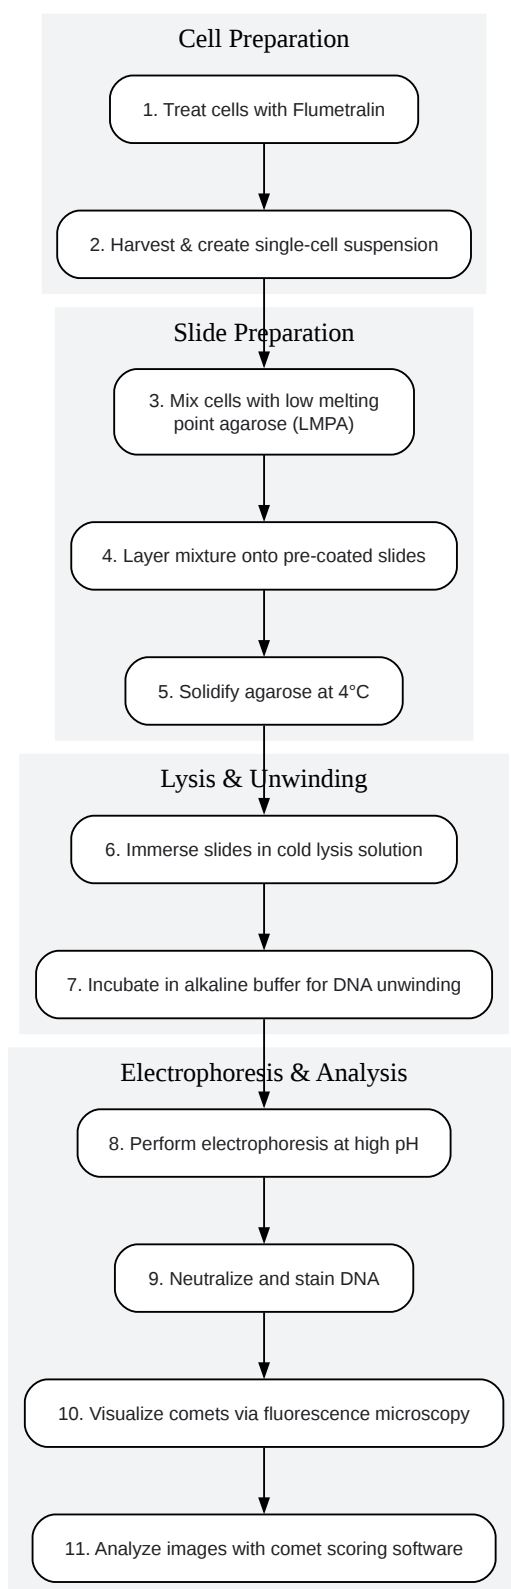 Cell Preparation
1. Treat cells with Flumetralin
2. Harvest & create single-cell suspension
Slide Preparation
3. Mix cells with low melting
point agarose (LMPA)
4. Layer mixture onto pre-coated slides
5. Solidify agarose at 4°C
Lysis & Unwinding
6. Immerse slides in cold lysis solution
7. Incubate in alkaline buffer for DNA unwinding
Electrophoresis & Analysis
8. Perform electrophoresis at high pH
9. Neutralize and stain DNA
10. Visualize comets via fluorescence microscopy
11. Analyze images with comet scoring software